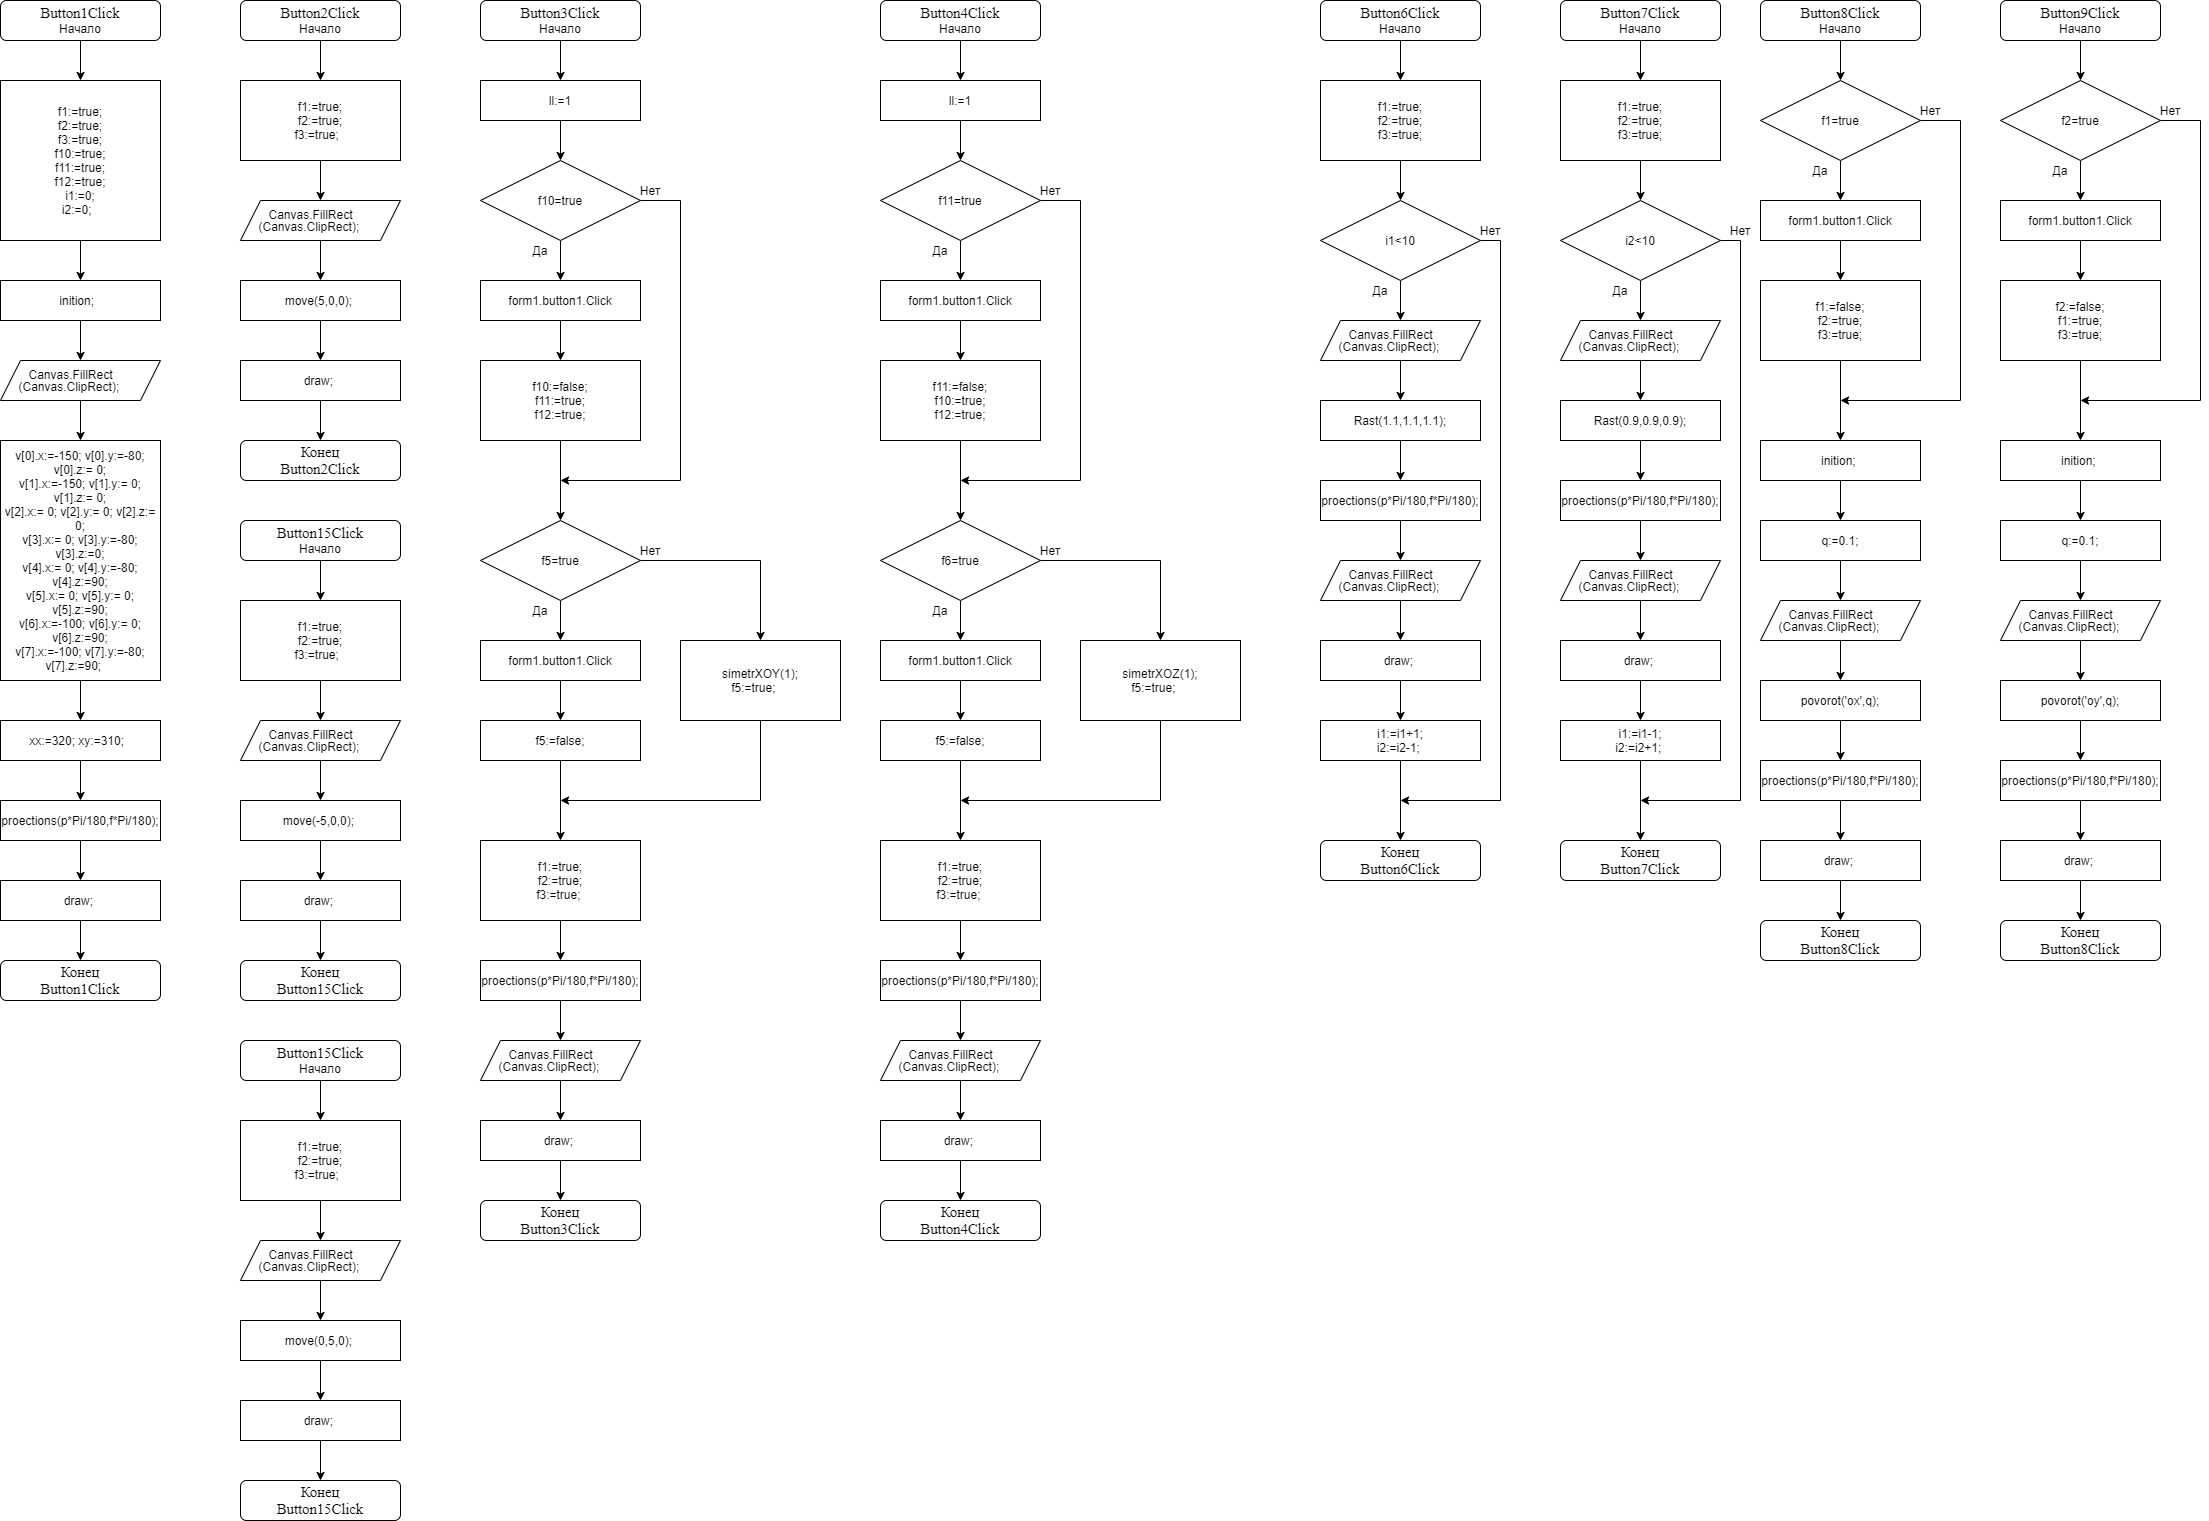 Button1Click
Начало
f1:=true;
f2:=true;
f3:=true;
f10:=true;
f11:=true;
f12:=true;
i1:=0;
i2:=0;
inition;
Canvas.FillRect
(Canvas.ClipRect);
v[0].x:=-150; v[0].y:=-80;
v[0].z:= 0;
v[1].x:=-150; v[1].y:= 0;
v[1].z:= 0;
v[2].x:= 0; v[2].y:= 0; v[2].z:=
0;
v[3].x:= 0; v[3].y:=-80;
v[3].z:=0;
v[4].x:= 0; v[4].y:=-80;
v[4].z:=90;
v[5].x:= 0; v[5].y:= 0;
v[5].z:=90;
v[6].x:=-100; v[6].y:= 0;
v[6].z:=90;
v[7].x:=-100; v[7].y:=-80;
v[7].z:=90;
xx:=320; xy:=310;
proections(p*Pi/180,f*Pi/180);
draw;
Конец
Button1Click
Button2Click
Начало
f1:=true;
f2:=true;
f3:=true;
Canvas.FillRect
(Canvas.ClipRect);
move(5,0,0);
draw;
Конец
Button2Click
Button15Click
Начало
f1:=true;
f2:=true;
f3:=true;
Canvas.FillRect
(Canvas.ClipRect);
move(-5,0,0);
draw;
Конец
Button15Click
Button15Click
Начало
f1:=true;
f2:=true;
f3:=true;
Canvas.FillRect
(Canvas.ClipRect);
move(0,5,0);
draw;
Конец
Button15Click
Button3Click
Начало
ll:=1
f10=true
Нет
Да
form1.button1.Click
f10:=false;
f11:=true;
f12:=true;
f5=true
Нет
Да
form1.button1.Click
simetrXOY(1);
f5:=true;
f5:=false;
f1:=true;
f2:=true;
f3:=true;
proections(p*Pi/180,f*Pi/180);
Canvas.FillRect
(Canvas.ClipRect);
draw;
Конец
Button3Click
Button4Click
Начало
ll:=1
f11=true
Нет
Да
form1.button1.Click
f11:=false;
f10:=true;
f12:=true;
f6=true
Нет
Да
form1.button1.Click
simetrXOZ(1);
f5:=true;
f5:=false;
f1:=true;
f2:=true;
f3:=true;
proections(p*Pi/180,f*Pi/180);
Canvas.FillRect
(Canvas.ClipRect);
draw;
Конец
Button4Click
Button6Click
Начало
f1:=true;
f2:=true;
f3:=true;
i1<10
Нет
Да
Canvas.FillRect
(Canvas.ClipRect);
Rast(1.1,1.1,1.1);
proections(p*Pi/180,f*Pi/180);
Canvas.FillRect
(Canvas.ClipRect);
draw;
i1:=i1+1;
i2:=i2-1;
Конец
Button6Click
Button7Click
Начало
f1:=true;
f2:=true;
f3:=true;
i2<10
Нет
Да
Canvas.FillRect
(Canvas.ClipRect);
Rast(0.9,0.9,0.9);
proections(p*Pi/180,f*Pi/180);
Canvas.FillRect
(Canvas.ClipRect);
draw;
i1:=i1-1;
i2:=i2+1;
Конец
Button7Click
Button8Click
Начало
f1=true
Нет
Да
form1.button1.Click
f1:=false;
f2:=true;
f3:=true;
inition;
q:=0.1;
Canvas.FillRect
(Canvas.ClipRect);
povorot('ox',q);
proections(p*Pi/180,f*Pi/180);
draw;
Конец
Button8Click
Button9Click
Начало
f2=true
Нет
Да
form1.button1.Click
f2:=false;
f1:=true;
f3:=true;
inition;
q:=0.1;
Canvas.FillRect
(Canvas.ClipRect);
povorot('oy',q);
proections(p*Pi/180,f*Pi/180);
draw;
Конец
Button8Click